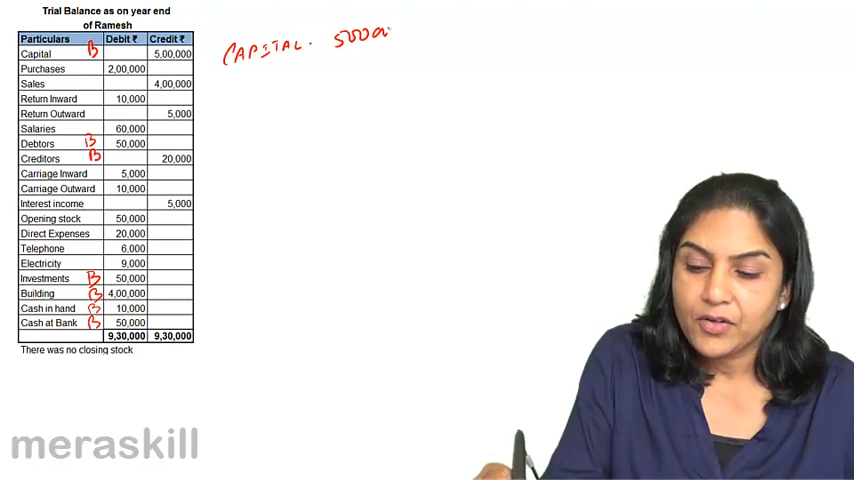 Trial Balance as on year end
of Ramesh
Particulars Debit ₹ Credit ₹
Capital B 5,00,000
Purchases 2,00,000
Sales 4,00,000
Return Inward 10,000
Return Outward 5,000
Salaries 60,000
Debtors B 50,000
Creditors B 20,000
Carriage Inward 5,000
Carriage Outward 10,000
Interest income 5,000
Opening stock 50,000
Direct Expenses 20,000
Telephone 6,000
Electricity 9,000
Investments B 50,000
Building B 4,00,000
Cash in hand B 10,000
Cash at Bank B 50,000
9,30,000 9,30,000
There was no closing stock
CAPITAL.
meraskill